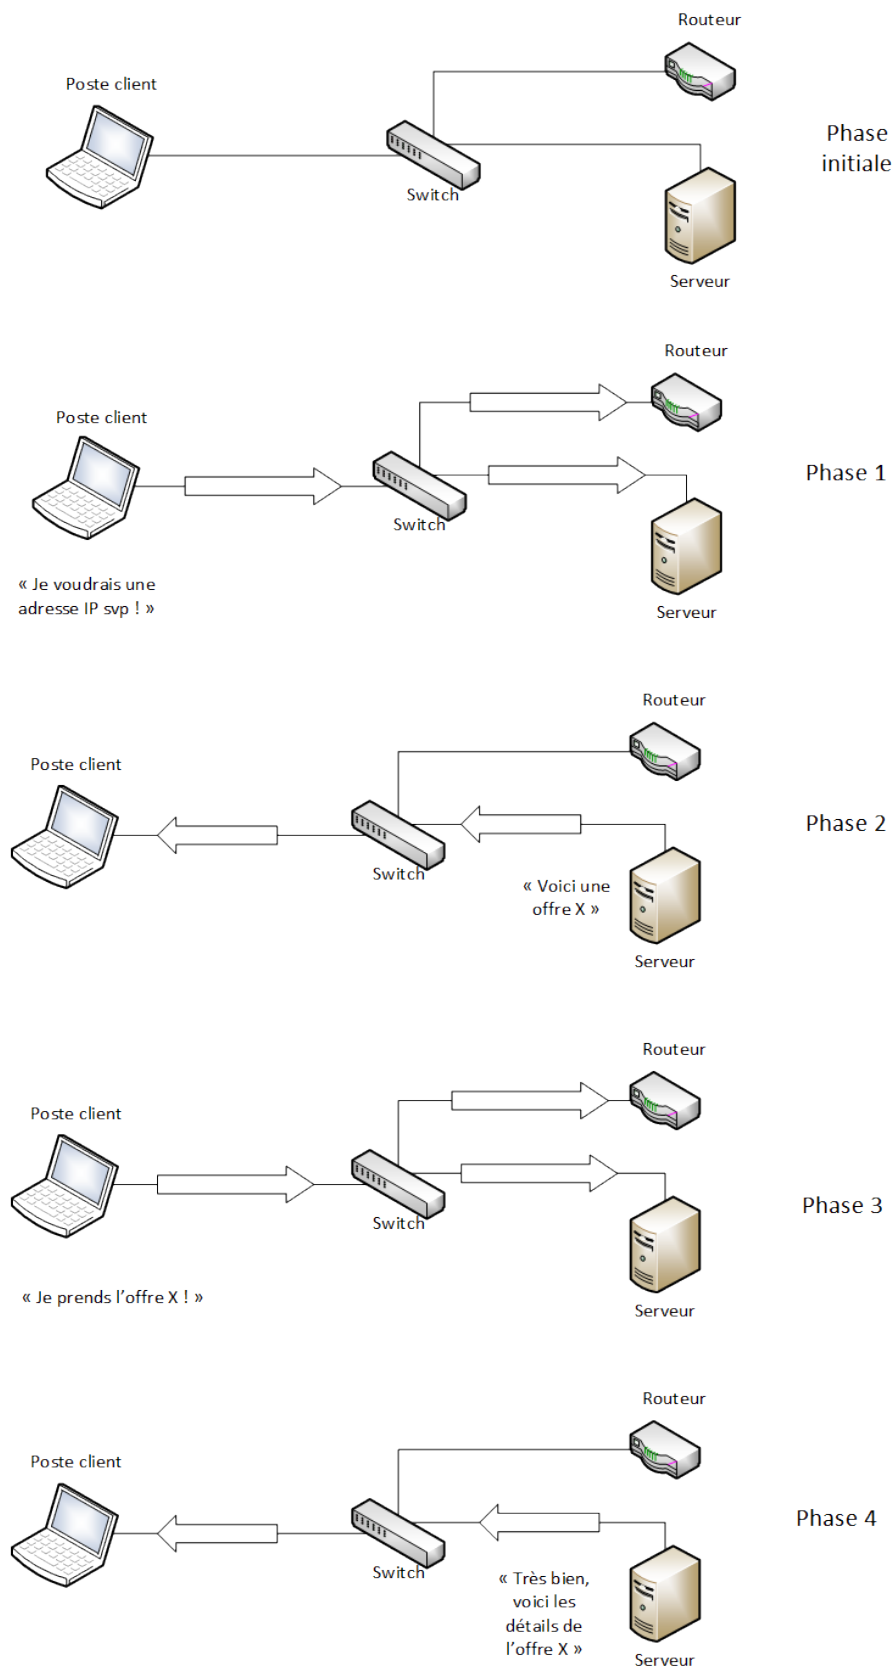 Routeur
Poste client
Phase
initiale
Switch
Serveur
Routeur
Poste client
Phase 1
Switch
« Je voudrais une
adresse IP svp ! »
Serveur
Routeur
Poste client
Phase 2
Switch
« Voici une
offre X »
Serveur
Routeur
Poste client
Phase 3
Switch
« Je prends l’offre X ! »
Serveur
Routeur
Poste client
Phase 4
Switch
« Très bien,
voici les
détails de
l’offre X »
Serveur